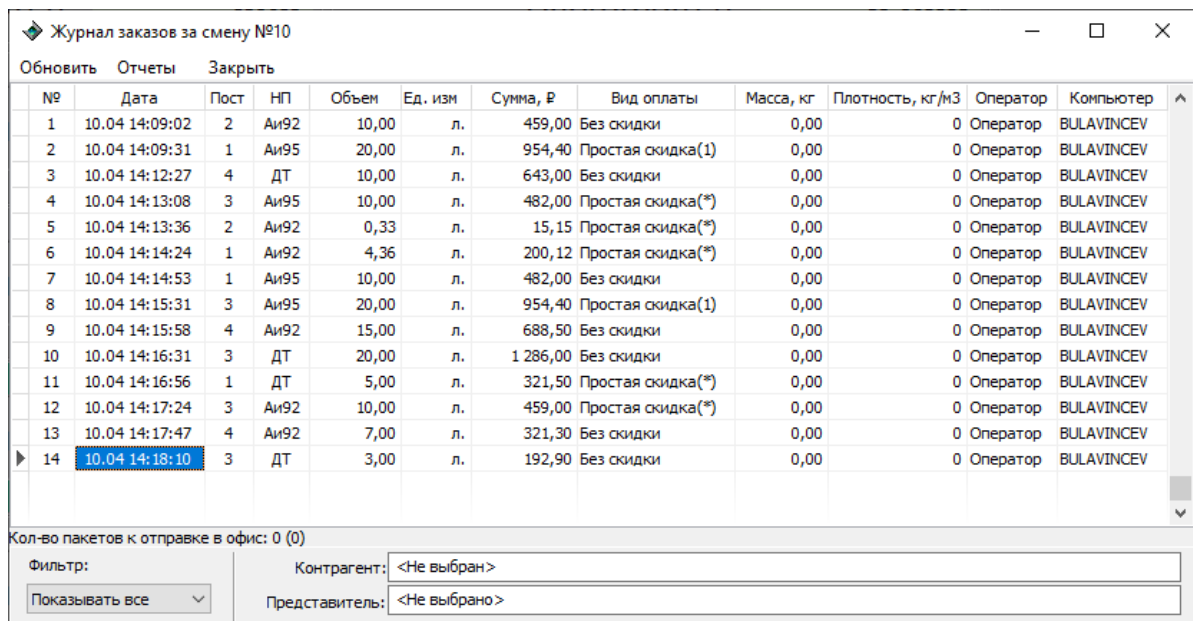 Журнал заказов за смену №10
Обновить Отчеты Закрыть
№ Дата Пост НП Объем Ед. изм Сумма, ₽ Вид оплаты Масса, кг Плотность, кг/м3 Оператор Компьютер
1 10.04 14:09:02 2 Аи92 10,00 л. 459,00 Без скидки 0,00 0 Оператор BULAVINCEV
2 10.04 14:09:31 1 Аи95 20,00 л. 954,40 Простая скидка(1) 0,00 0 Оператор BULAVINCEV
3 10.04 14:12:27 4 ДТ 10,00 л. 643,00 Без скидки 0,00 0 Оператор BULAVINCEV
4 10.04 14:13:08 3 Аи95 10,00 л. 482,00 Простая скидка(*) 0,00 0 Оператор BULAVINCEV
5 10.04 14:13:36 2 Аи92 0,33 л. 15,15 Простая скидка(*) 0,00 0 Оператор BULAVINCEV
6 10.04 14:14:24 1 Аи92 4,36 л. 200,12 Простая скидка(*) 0,00 0 Оператор BULAVINCEV
7 10.04 14:14:53 1 Аи95 10,00 л. 482,00 Без скидки 0,00 0 Оператор BULAVINCEV
8 10.04 14:15:31 3 Аи95 20,00 л. 954,40 Простая скидка(1) 0,00 0 Оператор BULAVINCEV
9 10.04 14:15:58 4 Аи92 15,00 л. 688,50 Без скидки 0,00 0 Оператор BULAVINCEV
10 10.04 14:16:31 3 ДТ 20,00 л. 1 286,00 Без скидки 0,00 0 Оператор BULAVINCEV
11 10.04 14:16:56 1 ДТ 5,00 л. 321,50 Простая скидка(*) 0,00 0 Оператор BULAVINCEV
12 10.04 14:17:24 3 Аи92 10,00 л. 459,00 Простая скидка(*) 0,00 0 Оператор BULAVINCEV
13 10.04 14:17:47 4 Аи92 7,00 л. 321,30 Без скидки 0,00 0 Оператор BULAVINCEV
14 10.04 14:18:10 3 ДТ 3,00 л. 192,90 Без скидки 0,00 0 Оператор BULAVINCEV
Кол-во пакетов к отправке в офис: 0 (0)
Фильтр: Контрагент: <Не выбран>
Показывать все Представитель: <Не выбрано>